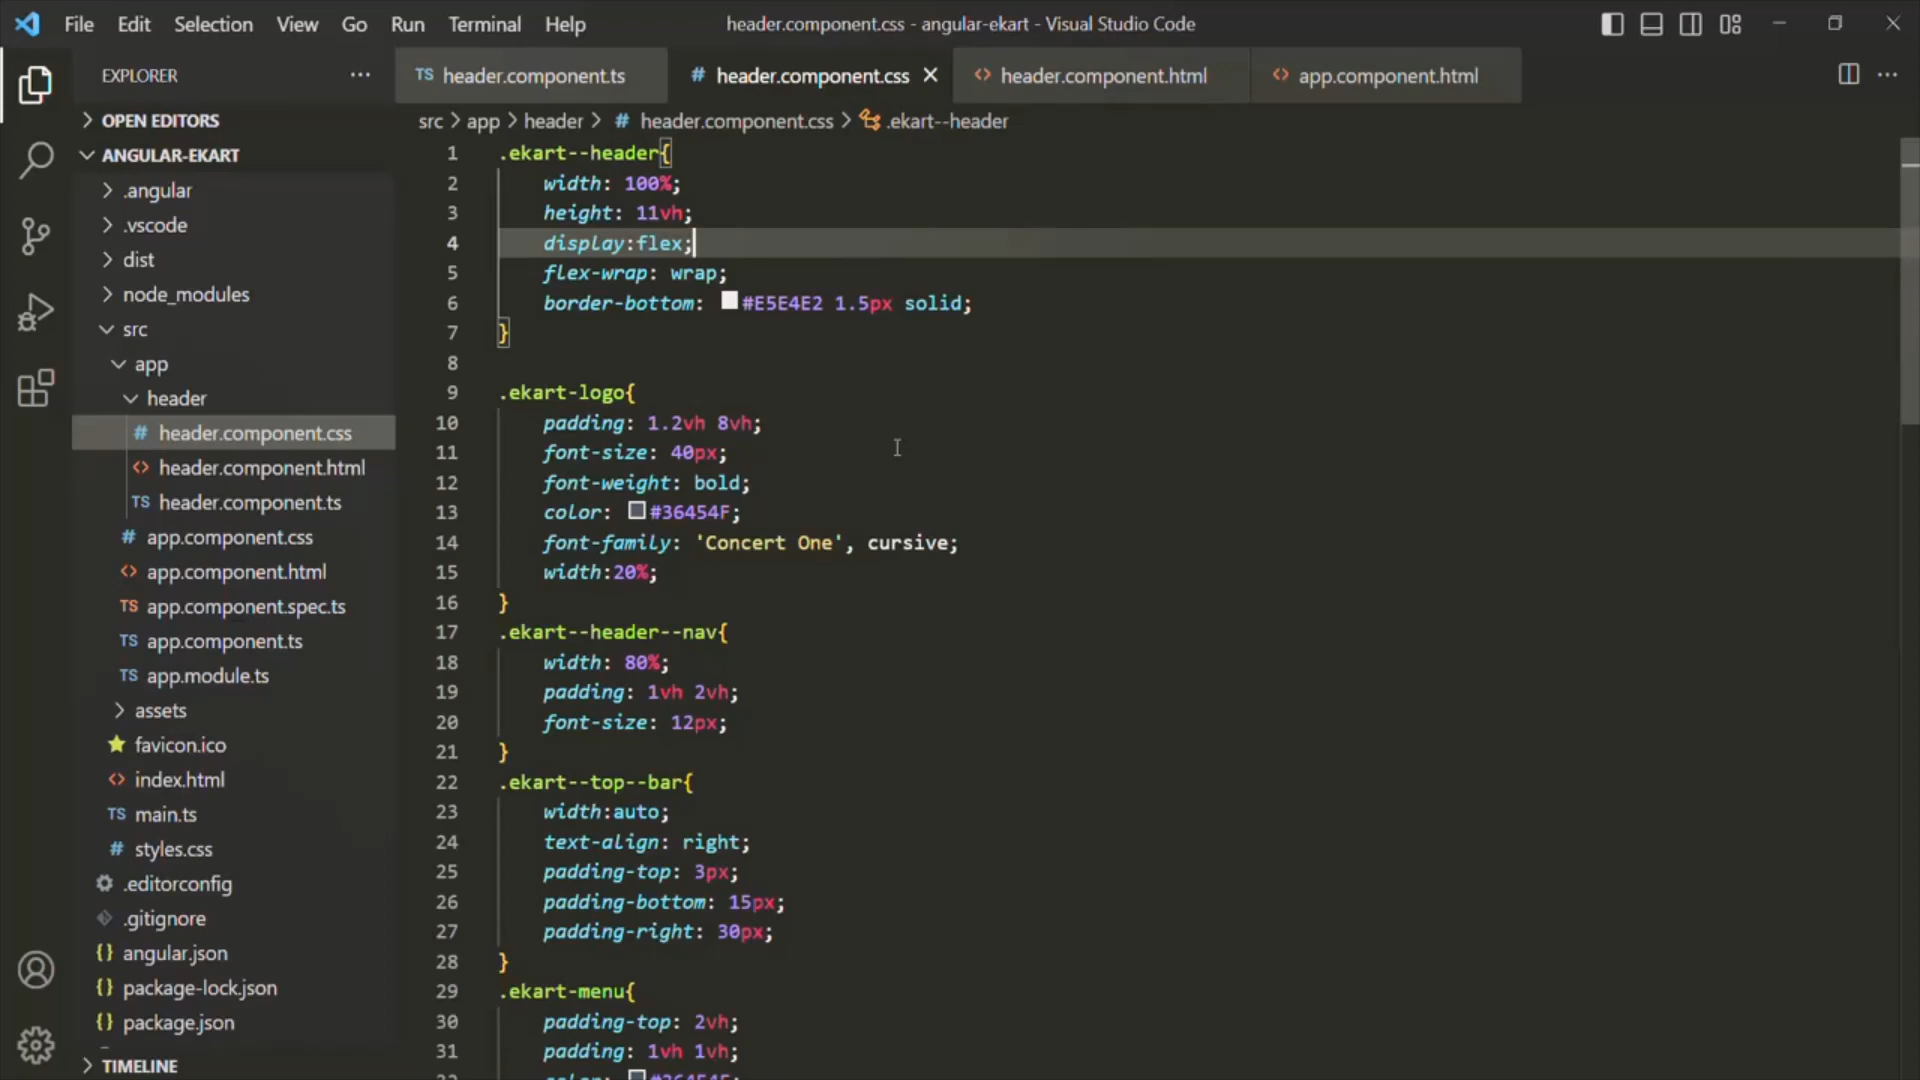 File Edit Selection View Go Run Terminal Help
header.component.css - angular-ekart - Visual Studio Code
EXPLORER
header.component.ts
header.component.css
header.component.html
app.component.html
src > app > header > # header.component.css > .ekart--header
OPEN EDITORS
ANGULAR-EKART
.angular
.vscode
dist
node_modules
src
app
header
# header.component.css
<> header.component.html
TS header.component.ts
# app.component.css
<> app.component.html
TS app.component.spec.ts
TS app.component.ts
TS app.module.ts
assets
favicon.ico
<> index.html
TS main.ts
# styles.css
.editorconfig
.gitignore
{} angular.json
{} package-lock.json
{} package.json
TIMELINE
1 .ekart--header{
2 width: 100%;
3 height: 11vh;
4 display:flex;
5 flex-wrap: wrap;
6 border-bottom: #E5E4E2 1.5px solid;
7 }
8
9 .ekart-logo{
10 padding: 1.2vh 8vh;
11 font-size: 40px;
12 font-weight: bold;
13 color: #36454F;
14 font-family: 'Concert One', cursive;
15 width:20%;
16 }
17 .ekart--header--nav{
18 width: 80%;
19 padding: 1vh 2vh;
20 font-size: 12px;
21 }
22 .ekart--top--bar{
23 width:auto;
24 text-align: right;
25 padding-top: 3px;
26 padding-bottom: 15px;
27 padding-right: 30px;
28 }
29 .ekart-menu{
30 padding-top: 2vh;
31 padding: 1vh 1vh;